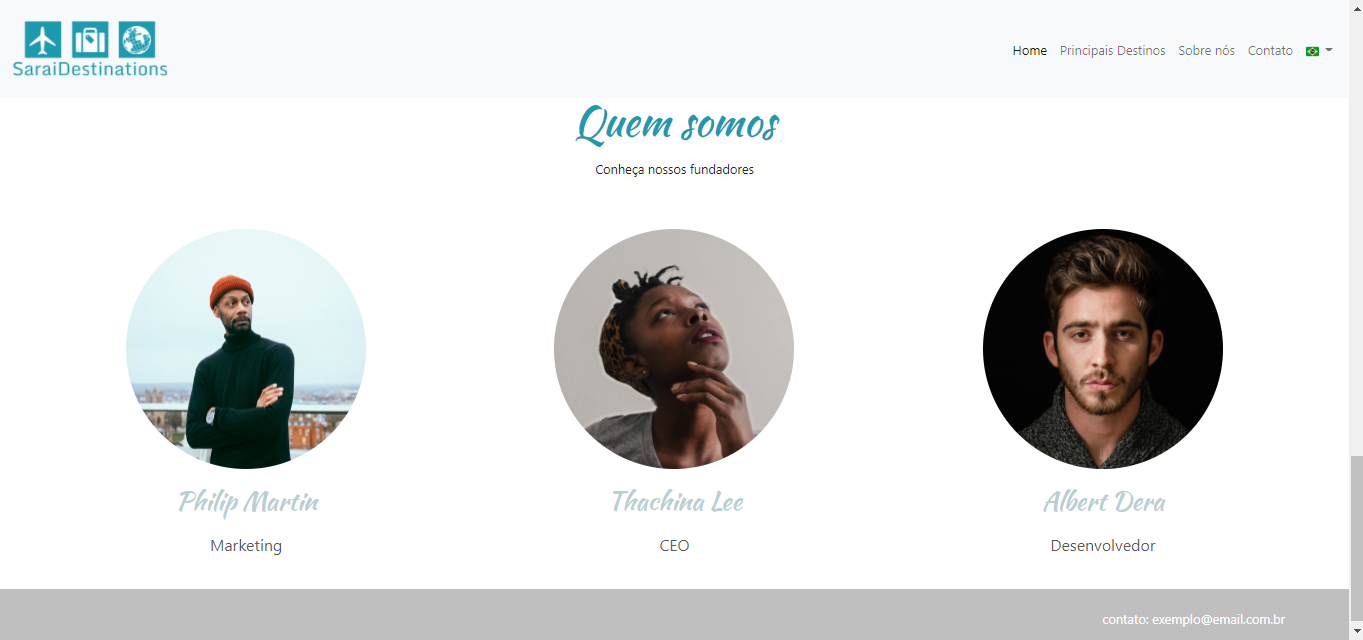 SaraiDestinations
Home Principais Destinos Sobre nós Contato
Quem somos
Conheça nossos fundadores
Philip Martin
Marketing
Thachina Lee
CEO
Albert Dera
Desenvolvedor
contato: exemplo@email.com.br